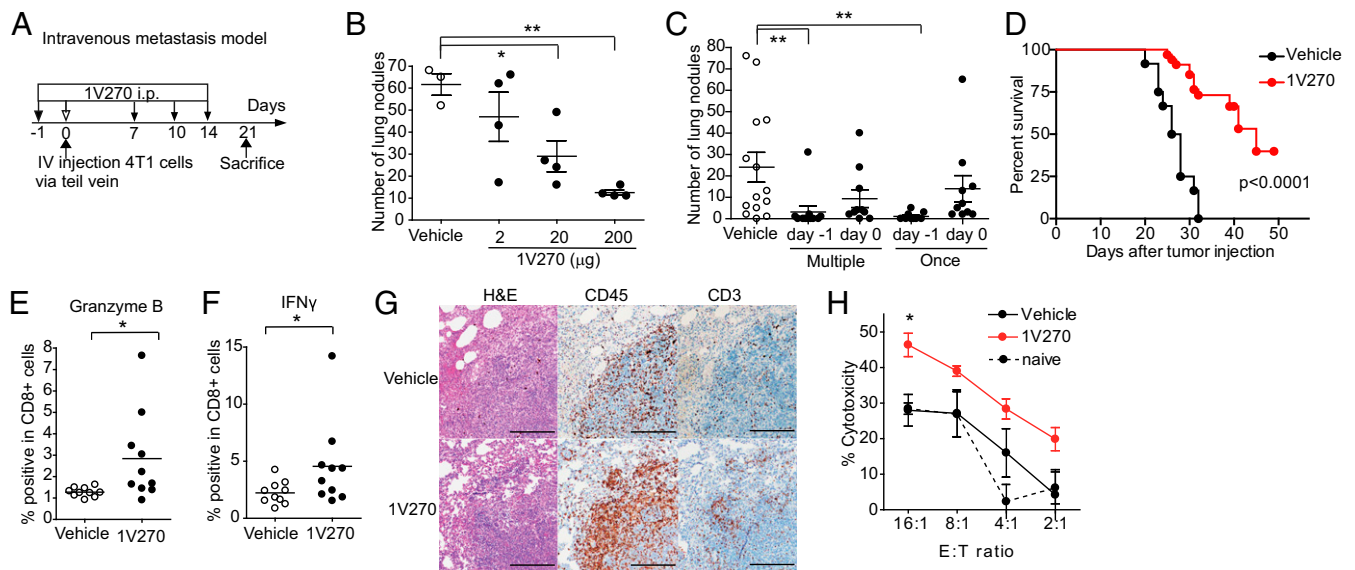 A
Intravenous metastasis model
1V270 i.p.
Days
-1 0 7 10 14 21
IV injection 4T1 cells
via teil vein
Sacrifice
B
**
*
Number of lung nodules
70
60
50
40
30
20
10
0
Vehicle 2 20 200
1V270 (μg)
C
**
**
Number of lung nodules
80
70
60
50
40
30
20
10
0
Vehicle day -1 day 0 day -1 day 0
Multiple Once
D
Vehicle
1V270
Percent survival
100
75
50
25
0
p<0.0001
0 10 20 30 40 50
Days after tumor injection
E
Granzyme B
*
% positive in CD8+ cells
8
7
6
5
4
3
2
1
0
Vehicle 1V270
F
IFNγ
*
% positive in CD8+ cells
15
10
5
0
Vehicle 1V270
G
H&E CD45 CD3
Vehicle
1V270
H
Vehicle
1V270
naive
*
% Cytotoxicity
50
40
30
20
10
0
16:1 8:1 4:1 2:1
E:T ratio